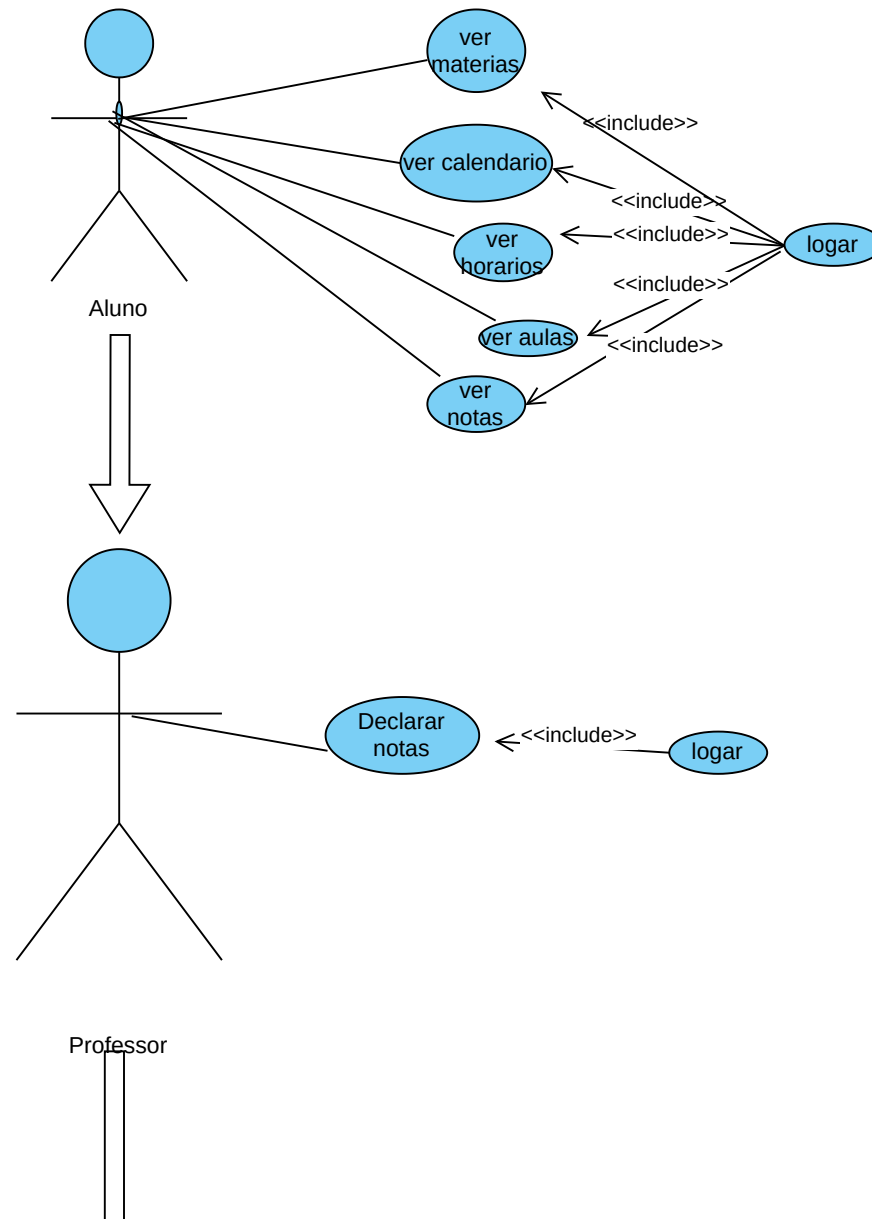 ver
materias
<<include>>
ver calendario
<<include>>
ver
horarios
<<include>>
logar
<<include>>
Aluno
ver aulas
<<include>>
ver
notas
Declarar
notas
<<include>>
logar
Professor